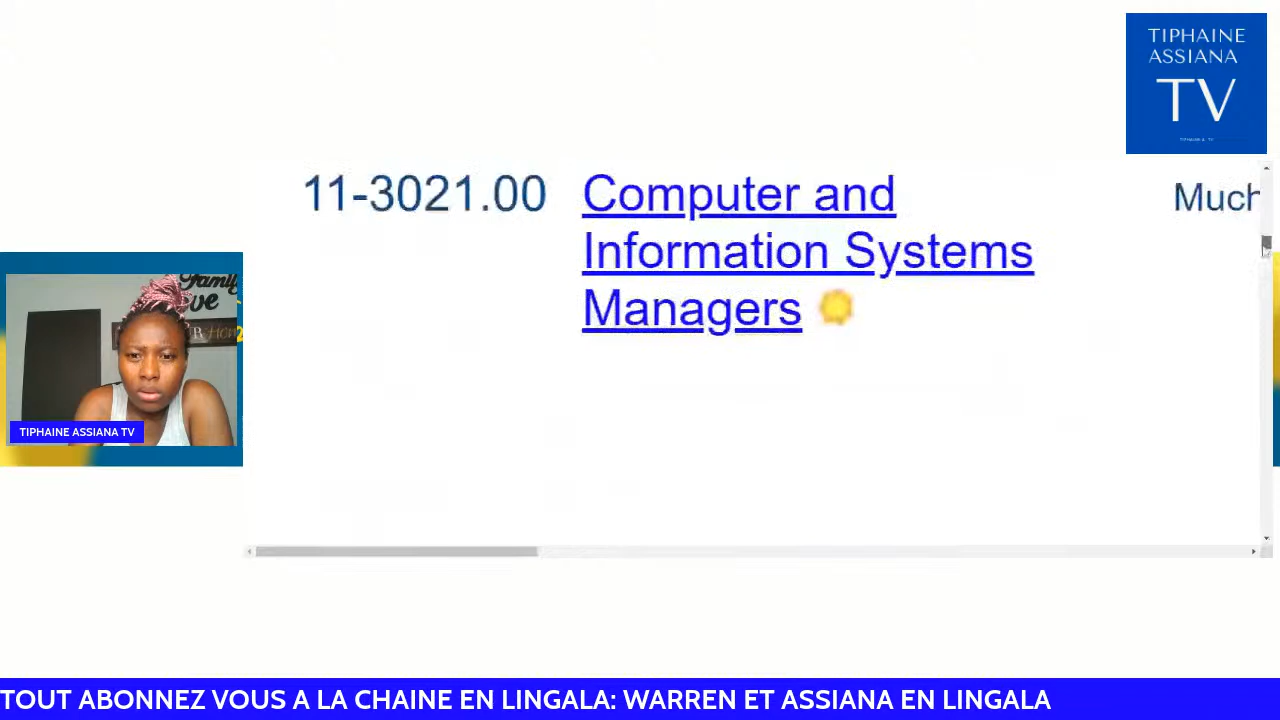 TIPHAINE
ASSIANA
TV
11-3021.00
Computer and
Information Systems
Managers
Much
Family
TIPHAINE ASSIANA TV
TOUT ABONNEZ VOUS A LA CHAINE EN LINGALA: WARREN ET ASSIANA EN LINGALA